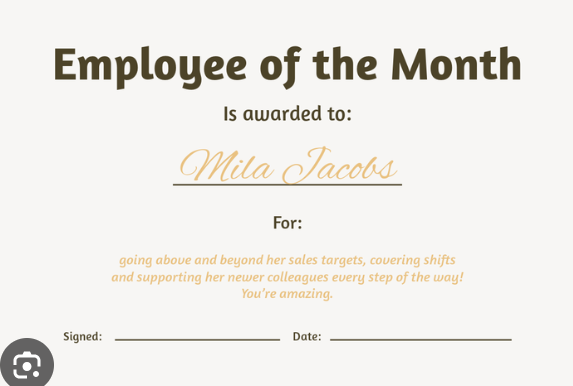 Employee of the Month
Is awarded to:
Mila Jacobs
For:
going above and beyond her sales targets, covering shifts
and supporting her newer colleagues every step of the way!
You're amazing.
Signed: Date: